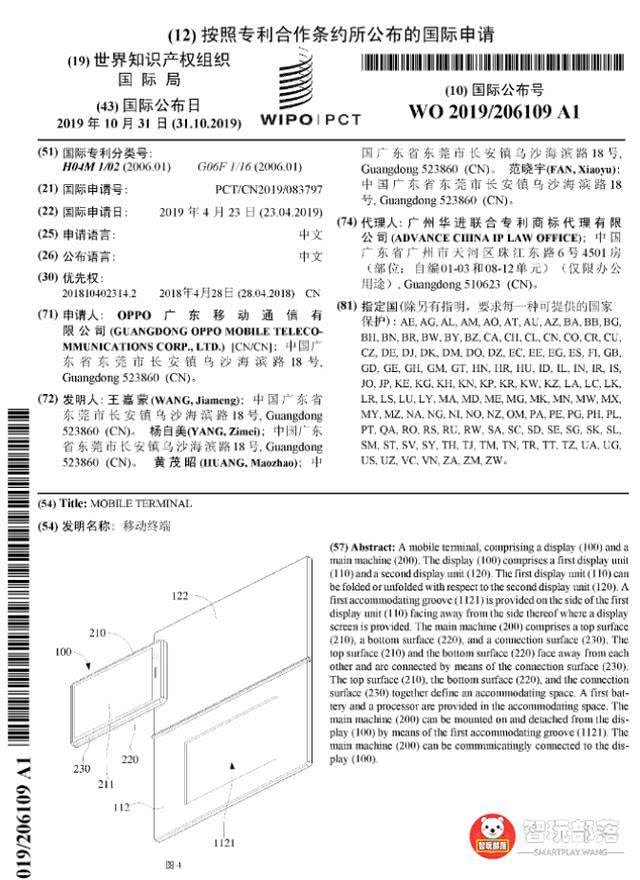 (12) 按照专利合作条约所公布的国际申请
(19) 世界知识产权组织
国 际 局
(43) 国际公布日
2019 年 10 月 31 日 (31.10.2019)
WIPO | PCT
(10) 国际公布号
WO 2019/206109 A1
(51) 国际专利分类号:
H04M 1/02 (2006.01) G06F 1/16 (2006.01)
(21) 国际申请号: PCT/CN2019/083797
(22) 国际申请日: 2019 年 4 月 23 日 (23.04.2019)
(25) 申请语言: 中文
(26) 公布语言: 中文
(30) 优先权:
201810402314.2 2018年4月28日 (28.04.2018) CN
(71) 申请人: OPPO 广 东 移 动 通 信 有
限 公 司 (GUANGDONG OPPO MOBILE TELECO-
MMUNICATIONS CORP., LTD.) [CN/CN]; 中国广
东 省 东 莞 市 长 安 镇 乌 沙 海 滨 路 18 号,
Guangdong 523860 (CN)。
(72) 发明人: 王嘉蒙(WANG, Jiameng); 中国广东省
东莞市长安镇乌沙海滨路18号, Guangdong
523860 (CN)。 杨自美(YANG, Zimei); 中国广东
省东莞市长安镇乌沙海滨路18号, Guangdong
523860 (CN)。 黄茂昭(HUANG, Maozhao); 中
国广东省东莞市长安镇乌沙海滨路18号,
Guangdong 523860 (CN)。 范晓宇(FAN, Xiaoyu);
中国广东省东莞市长安镇乌沙海滨路18
号, Guangdong 523860 (CN)。
(74) 代理人: 广州华进联合专利商标代理有限
公司(ADVANCE CHINA IP LAW OFFICE); 中国
广东省广州市天河区珠江东路6号4501房
(部位: 自编01-03和08-12单元) (仅限办公
用途), Guangdong 510623 (CN)。
(81) 指定国(除另有指明, 要求每一种可提供的国家
保护): AE, AG, AL, AM, AO, AT, AU, AZ, BA, BB, BG,
BH, BN, BR, BW, BY, BZ, CA, CH, CL, CN, CO, CR, CU,
CZ, DE, DJ, DK, DM, DO, DZ, EC, EE, EG, ES, FI, GB,
GD, GE, GH, GM, GT, HN, HR, HU, ID, IL, IN, IR, IS,
JO, JP, KE, KG, KH, KN, KP, KR, KW, KZ, LA, LC, LK,
LR, LS, LU, LY, MA, MD, ME, MG, MK, MN, MW, MX,
MY, MZ, NA, NG, NI, NO, NZ, OM, PA, PE, PG, PH, PL,
PT, QA, RO, RS, RU, RW, SA, SC, SD, SE, SG, SK, SL,
SM, ST, SV, SY, TH, TJ, TM, TN, TR, TT, TZ, UA, UG,
US, UZ, VC, VN, ZA, ZM, ZW。
(54) Title: MOBILE TERMINAL
(54) 发明名称: 移动终端
(57) Abstract: A mobile terminal, comprising a display (100) and a
main machine (200). The display (100) comprises a first display unit
(110) and a second display unit (120). The first display unit (110) can
be folded or unfolded with respect to the second display unit (120). A
first accommodating groove (1121) is provided on the side of the first
display unit (110) facing away from the side thereof where a display
screen is provided. The main machine (200) comprises a top surface
(210), a bottom surface (220), and a connection surface (230). The
top surface (210) and the bottom surface (220) face away from each
other and are connected by means of the connection surface (230).
The top surface (210), the bottom surface (220), and the connection
surface (230) together define an accommodating space. A first bat-
tery and a processor are provided in the accommodating space. The
main machine (200) can be mounted on and detached from the dis-
play (100) by means of the first accommodating groove (1121). The
main machine (200) can be communicatingly connected to the dis-
play (100).
122
210
100
230
211
220
112
1121
图 4
019/206109 A1
智玩部落
智玩部落
SMARTPLAY.WANG